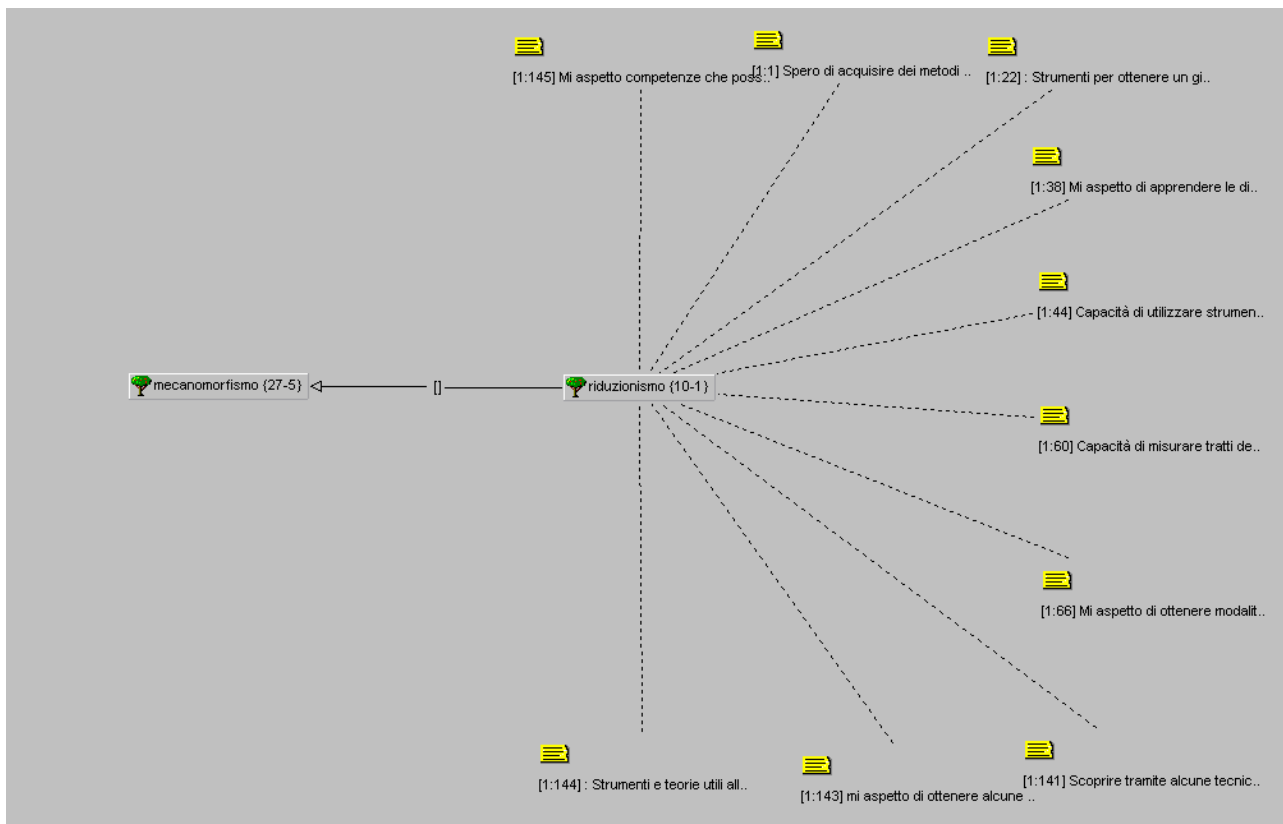 [1:145] Mi aspetto competenze che poss..
[1:1] Spero di acquisire dei metodi ..
[1:22] : Strumenti per ottenere un gi..
[1:38] Mi aspetto di apprendere le di..
[1:44] Capacità di utilizzare strumen..
mecanomorfismo {27-5}
[]
riduzionismo {10-1}
[1:60] Capacità di misurare tratti de..
[1:66] Mi aspetto di ottenere modalit..
[1:144] : Strumenti e teorie utili all..
[1:143] mi aspetto di ottenere alcune ..
[1:141] Scoprire tramite alcune tecnic..